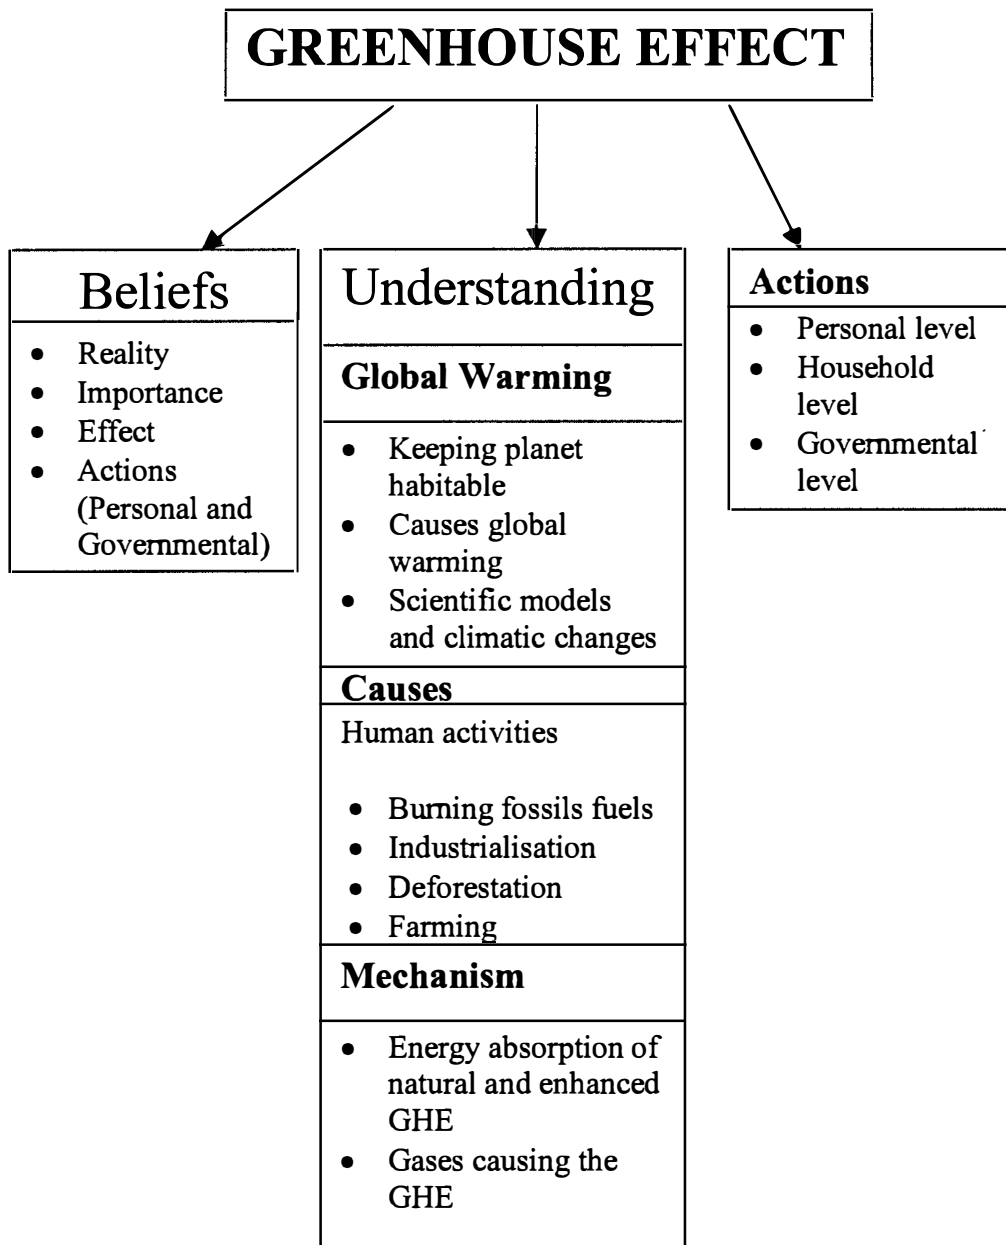 GREENHOUSE EFFECT
Beliefs
• Reality
• Importance
• Effect
• Actions
(Personal and
Governmental)
Understanding
Global Warming
• Keeping planet
habitable
• Causes global
warming
• Scientific models
and climatic changes
Causes
Human activities
• Burning fossils fuels
• Industrialisation
• Deforestation
• Farming
Mechanism
• Energy absorption of
natural and enhanced
GHE
• Gases causing the
GHE
Actions
• Personal level
• Household
level
• Governmental
level